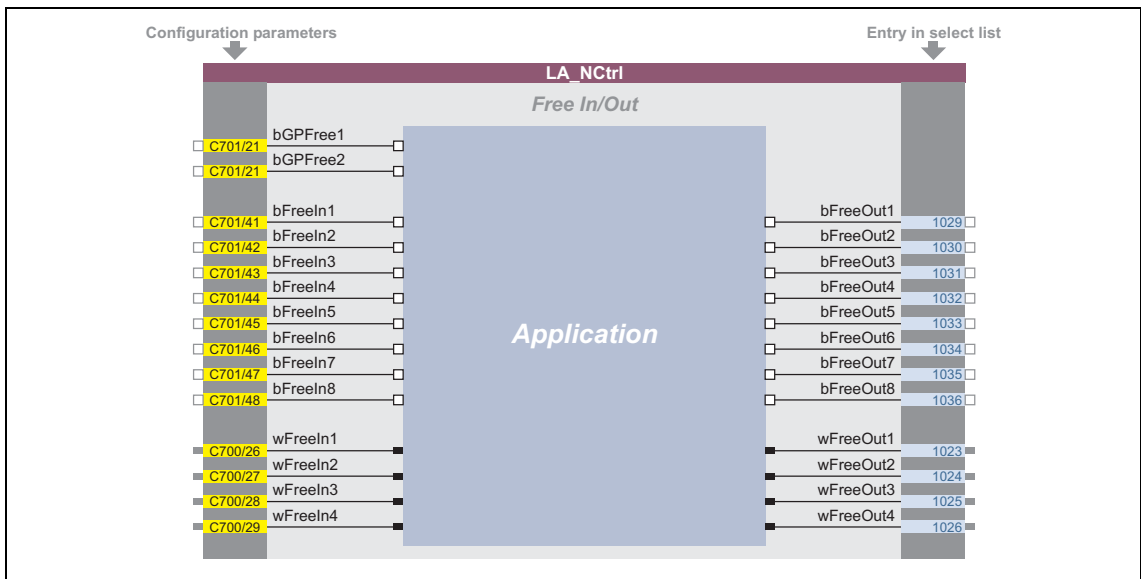 Configuration parameters
Entry in select list
LA_NCtrl
Free In/Out
bGPFree1
C701/21
bGPFree2
C701/21
bFreeIn1
bFreeOut1
C701/41
1029
bFreeIn2
bFreeOut2
C701/42
1030
bFreeIn3
bFreeOut3
C701/43
1031
bFreeIn4
bFreeOut4
C701/44
1032
bFreeIn5
bFreeOut5
C701/45
1033
bFreeIn6
bFreeOut6
C701/46
1034
bFreeIn7
bFreeOut7
C701/47
1035
bFreeIn8
bFreeOut8
C701/48
1036
Application
wFreeIn1
wFreeOut1
C700/26
1023
wFreeIn2
wFreeOut2
C700/27
1024
wFreeIn3
wFreeOut3
C700/28
1025
wFreeIn4
wFreeOut4
C700/29
1026